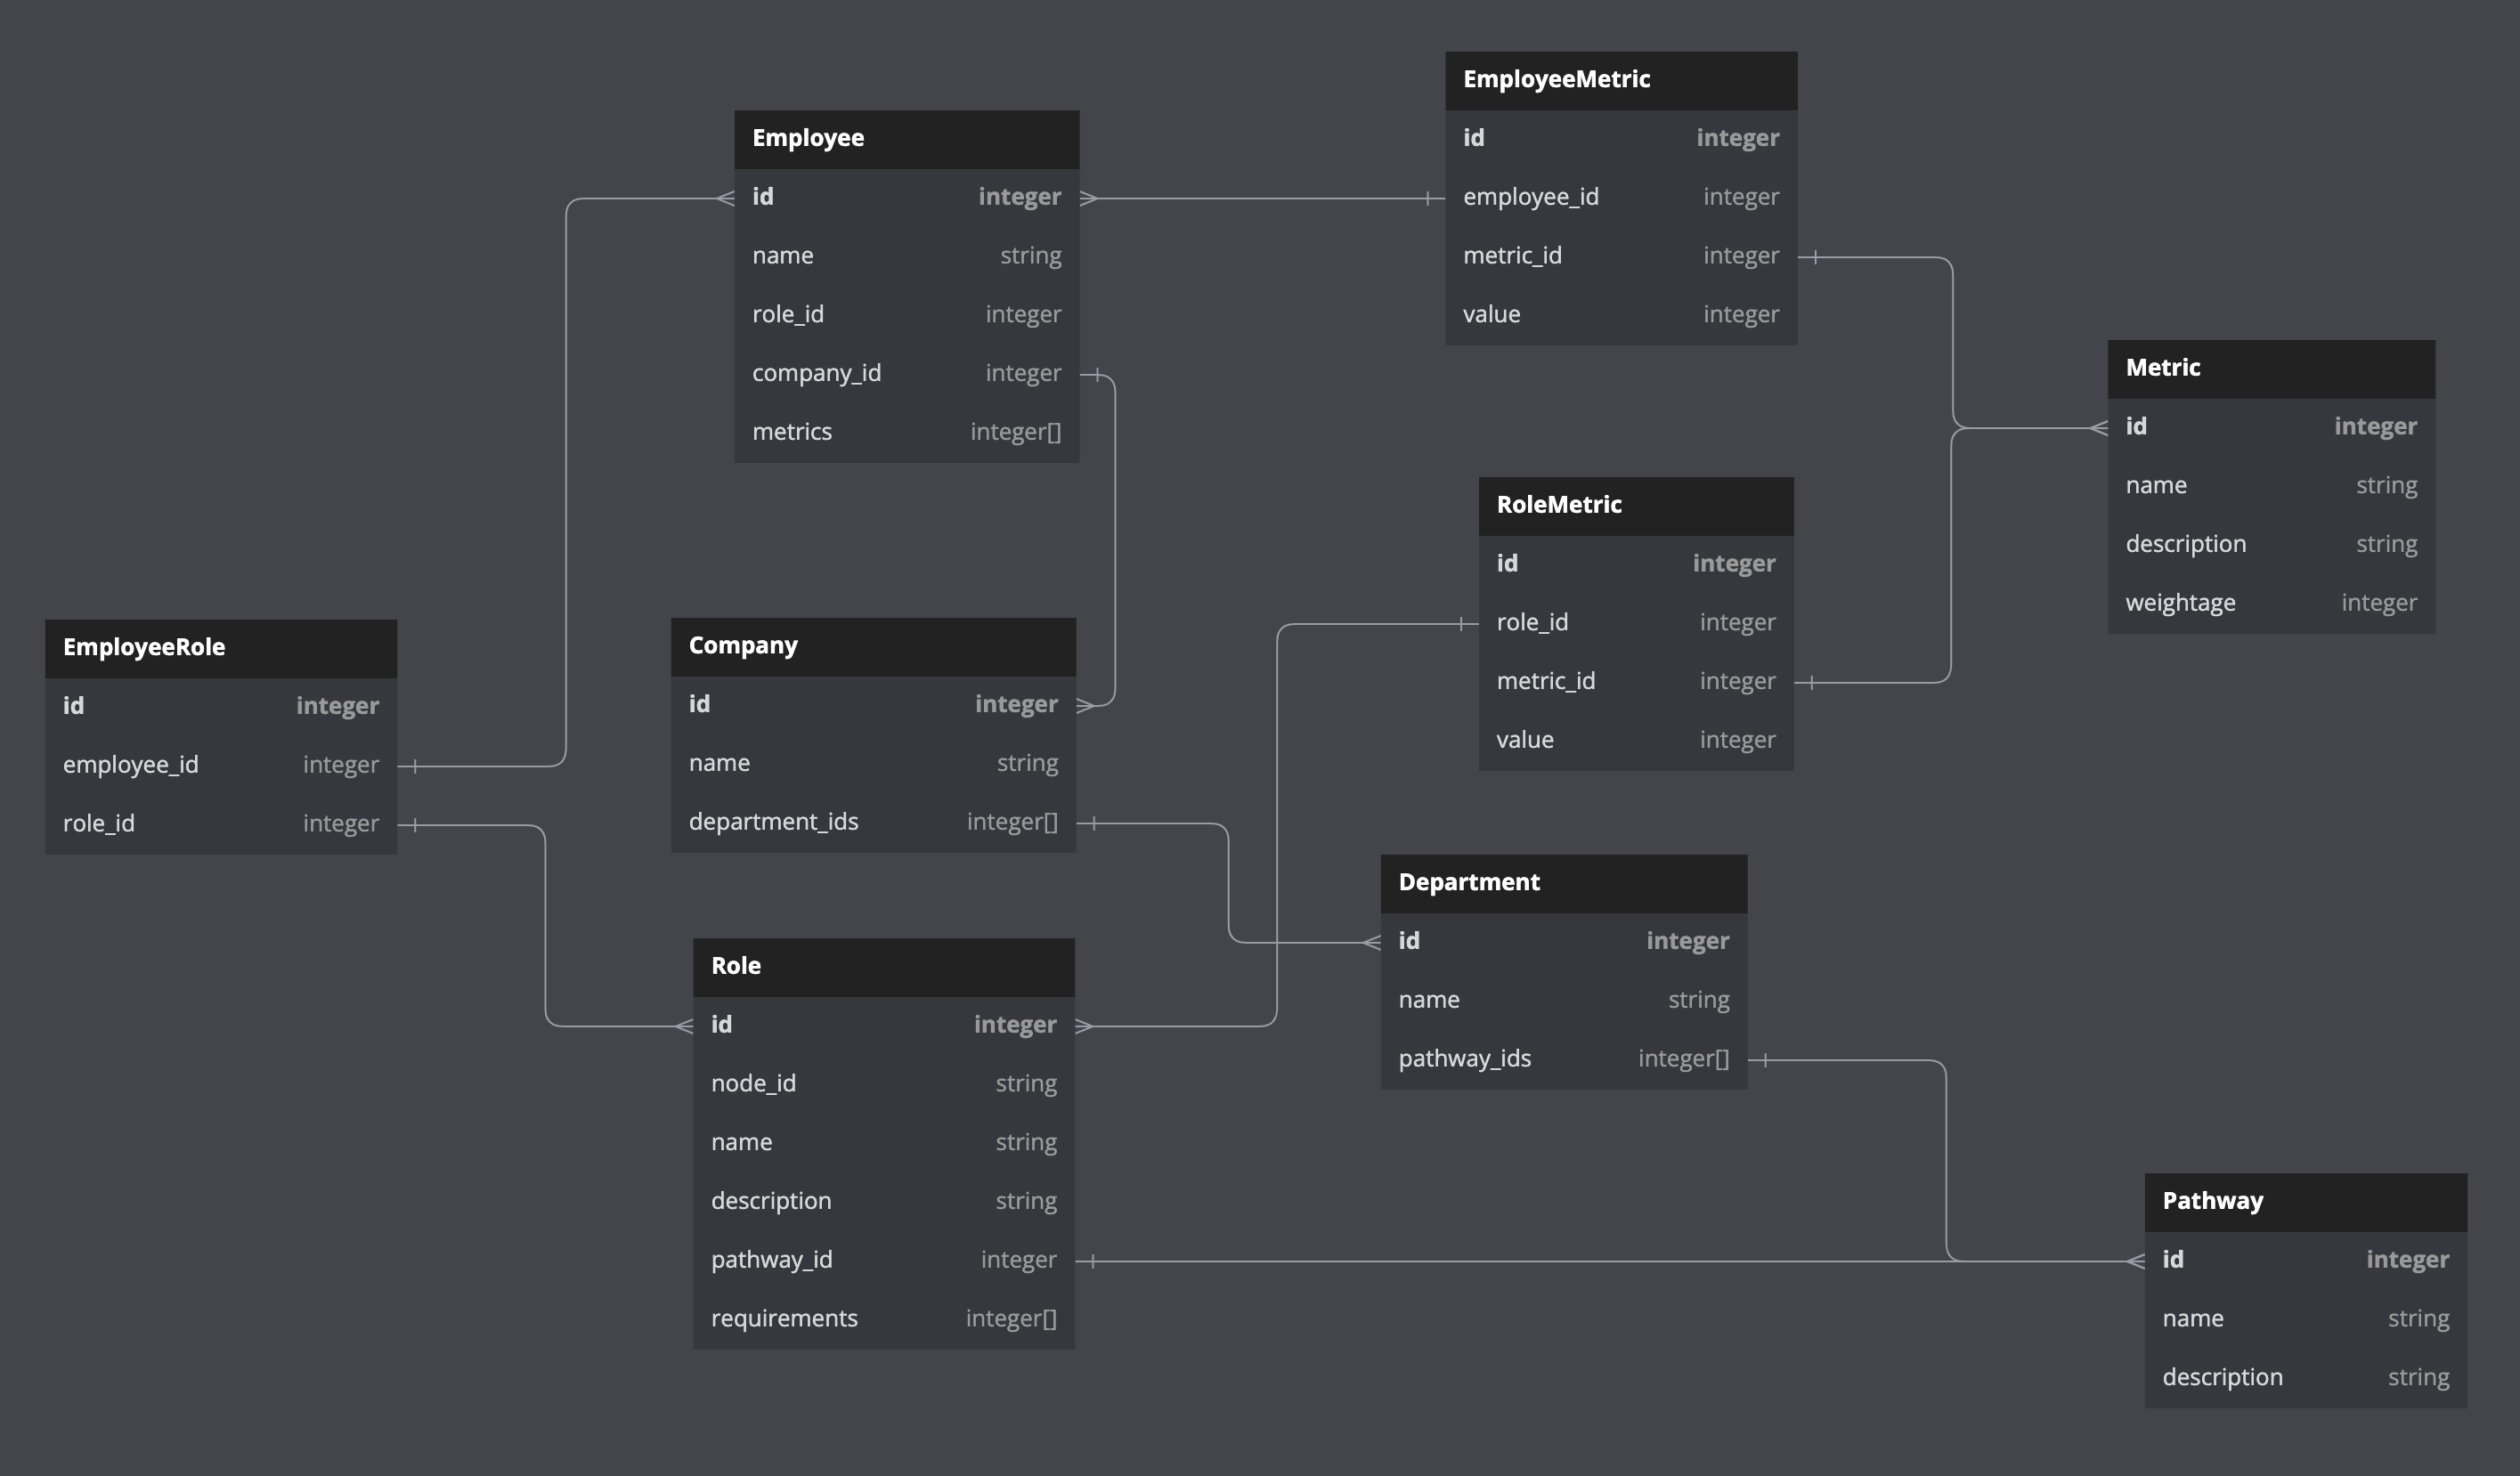 EmployeeMetric
id integer
employee_id integer
metric_id integer
value integer
Employee
id integer
name string
role_id integer
company_id integer
metrics integer[]
Metric
id integer
name string
description string
weightage integer
RoleMetric
id integer
role_id integer
metric_id integer
value integer
EmployeeRole
id integer
employee_id integer
role_id integer
Company
id integer
name string
department_ids integer[]
Department
id integer
name string
pathway_ids integer[]
Role
id integer
node_id string
name string
description string
pathway_id integer
requirements integer[]
Pathway
id integer
name string
description string